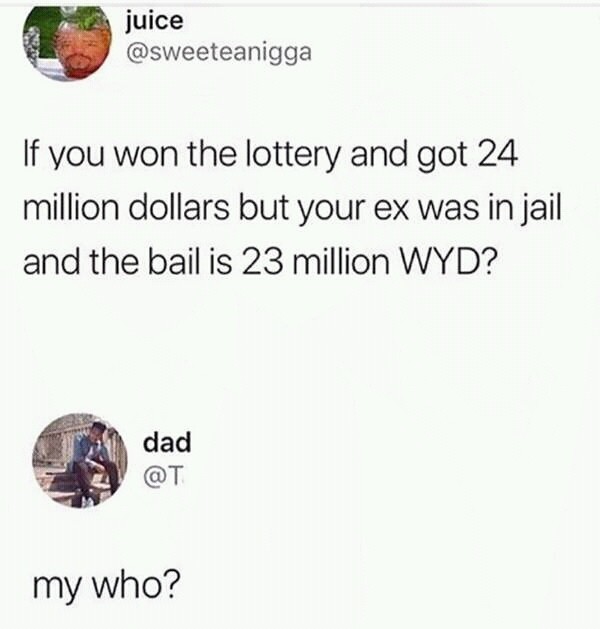 juice
@sweeteanigga
If you won the lottery and got 24
million dollars but your ex was in jail
and the bail is 23 million WYD?
dad
@T
my who?